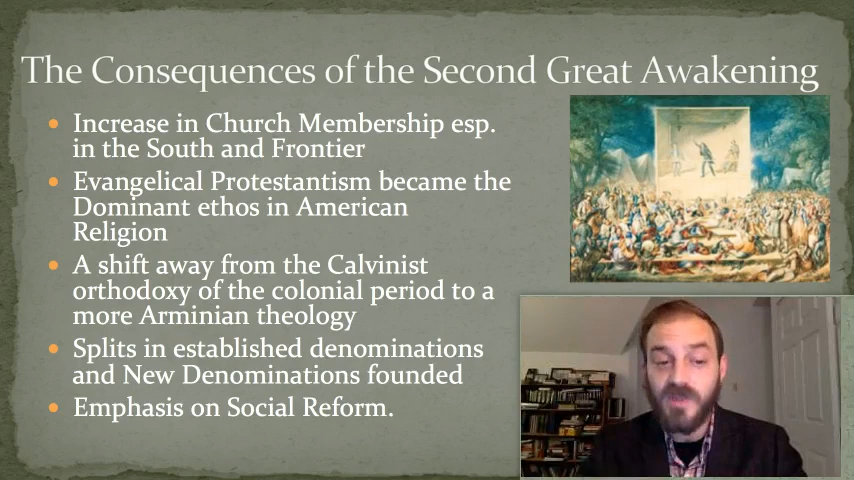 The Consequences of the Second Great Awakening
Increase in Church Membership esp.
in the South and Frontier
Evangelical Protestantism became the
Dominant ethos in American
Religion
A shift away from the Calvinist
orthodoxy of the colonial period to a
more Arminian theology
Splits in established denominations
and New Denominations founded
Emphasis on Social Reform.